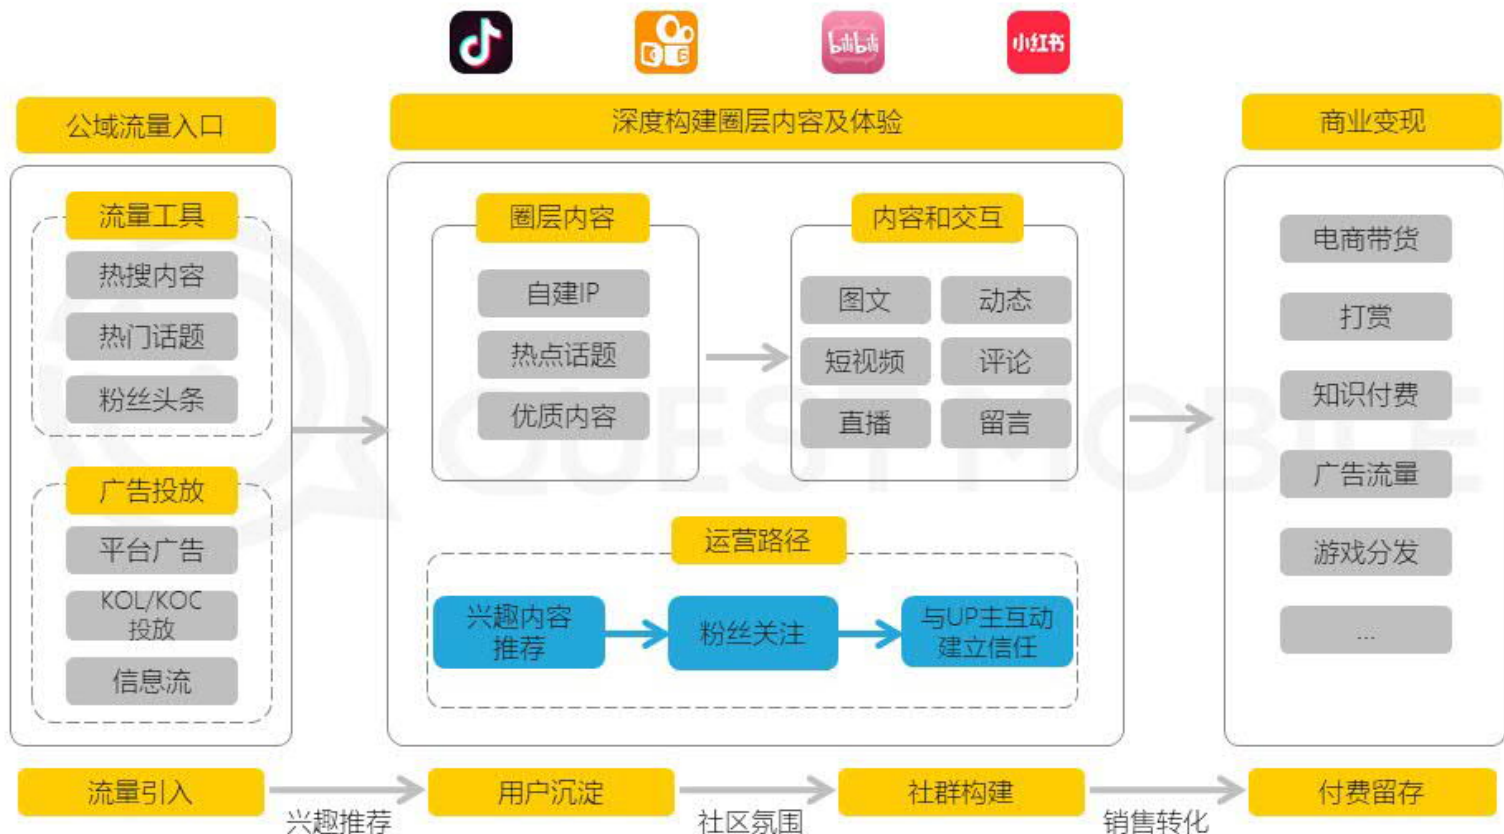 bilibili
小红书
公域流量入口
深度构建圈层内容及体验
商业变现
流量工具
热搜内容
热门话题
粉丝头条
广告投放
平台广告
KOL/KOC
投放
信息流
圈层内容
自建IP
热点话题
优质内容
内容和交互
图文
动态
短视频
评论
直播
留言
运营路径
兴趣内容
推荐
粉丝关注
与UP主互动
建立信任
电商带货
打赏
知识付费
广告流量
游戏分发
...
流量引入
兴趣推荐
用户沉淀
社区氛围
社群构建
销售转化
付费留存
QUEST MOBILE